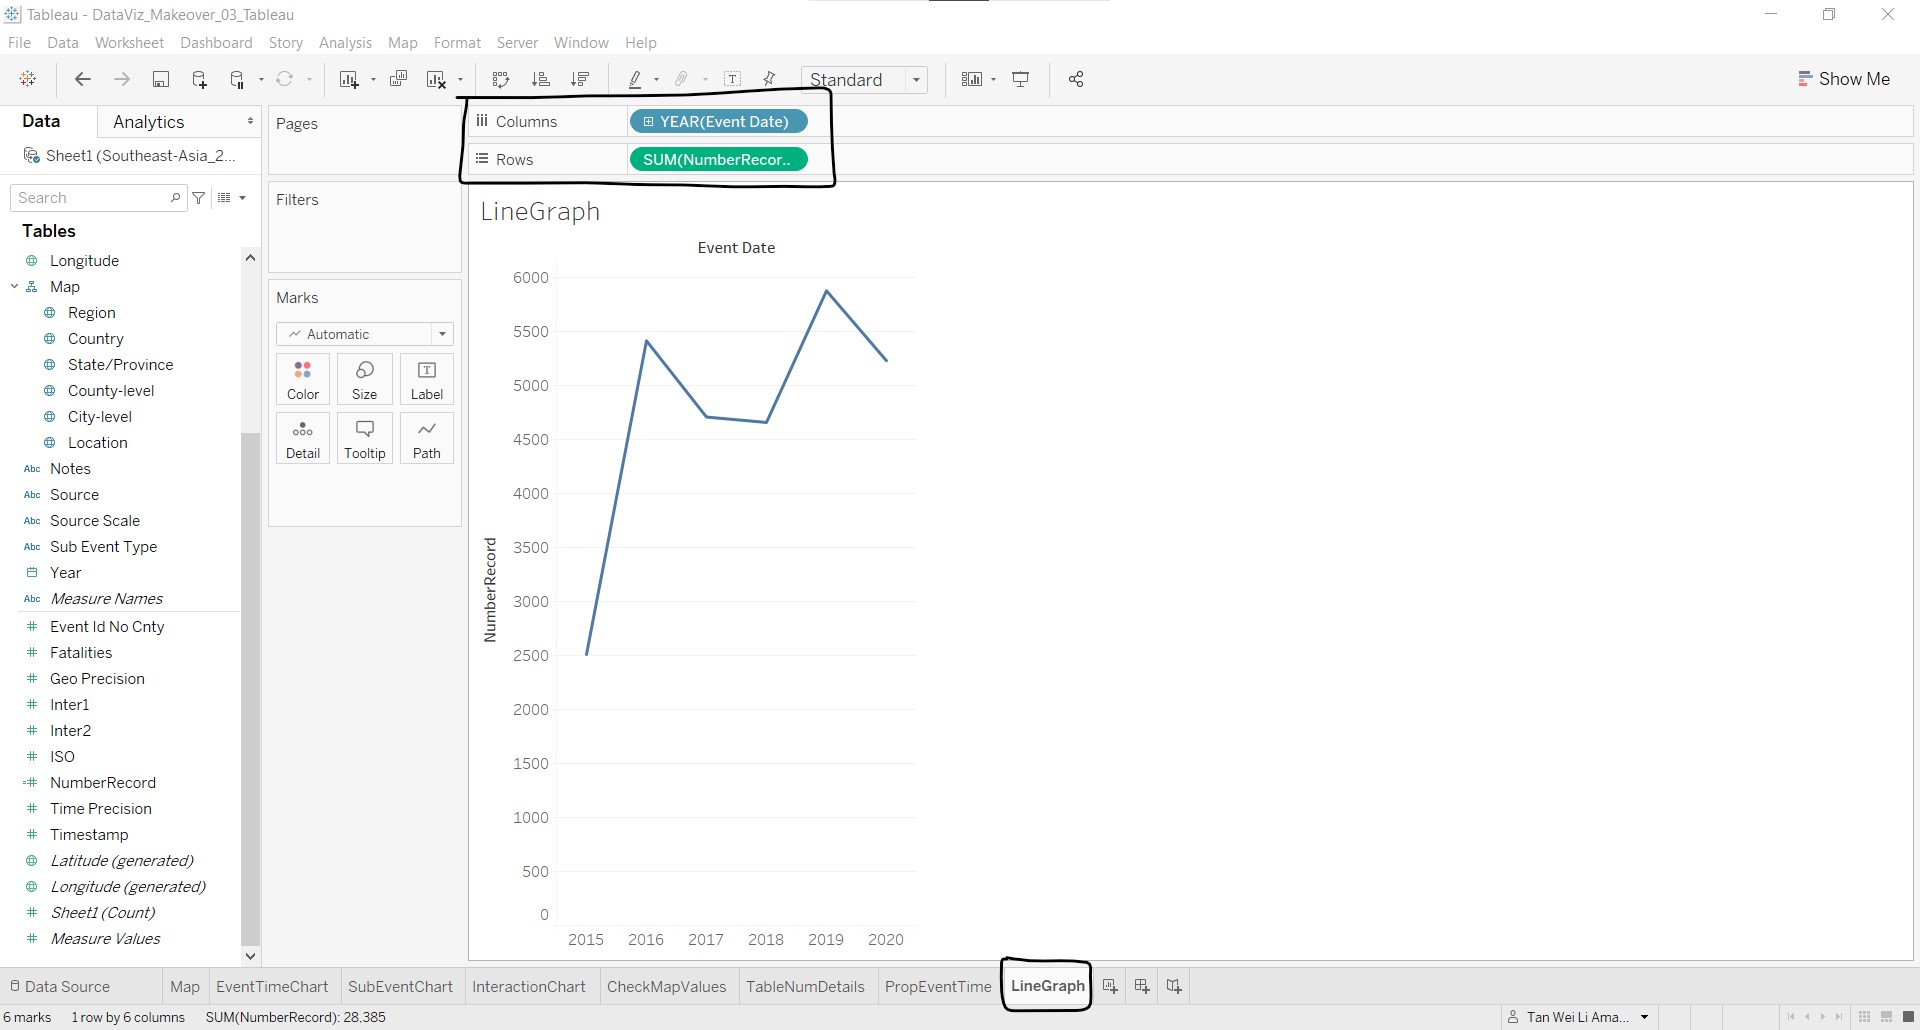 Tableau - DataViz_Makeover_03_Tableau
File Data Worksheet Dashboard Story Analysis Map Format Server Window Help
Standard
Show Me
Data
Analytics
Sheet1 (Southeast-Asia_2...
Search
Tables
Longitude
Map
Region
Country
State/Province
County-level
City-level
Location
Abc Notes
Abc Source
Abc Source Scale
Abc Sub Event Type
Year
Abc Measure Names
# Event Id No Cnty
# Fatalities
# Geo Precision
# Inter1
# Inter2
# ISO
=# NumberRecord
# Time Precision
# Timestamp
Latitude (generated)
Longitude (generated)
# Sheet1 (Count)
# Measure Values
Pages
Filters
Marks
Automatic
Color Size Label
Detail Tooltip Path
Columns YEAR(Event Date)
Rows SUM(NumberRecor..
LineGraph
Event Date
6000
5500
5000
4500
4000
3500
3000
2500
2000
1500
1000
500
0
NumberRecord
2015 2016 2017 2018 2019 2020
Data Source Map EventTimeChart SubEventChart InteractionChart CheckMapValues TableNumDetails PropEventTime LineGraph
6 marks 1 row by 6 columns SUM(NumberRecord): 28,385
Tan Wei Li Ama...